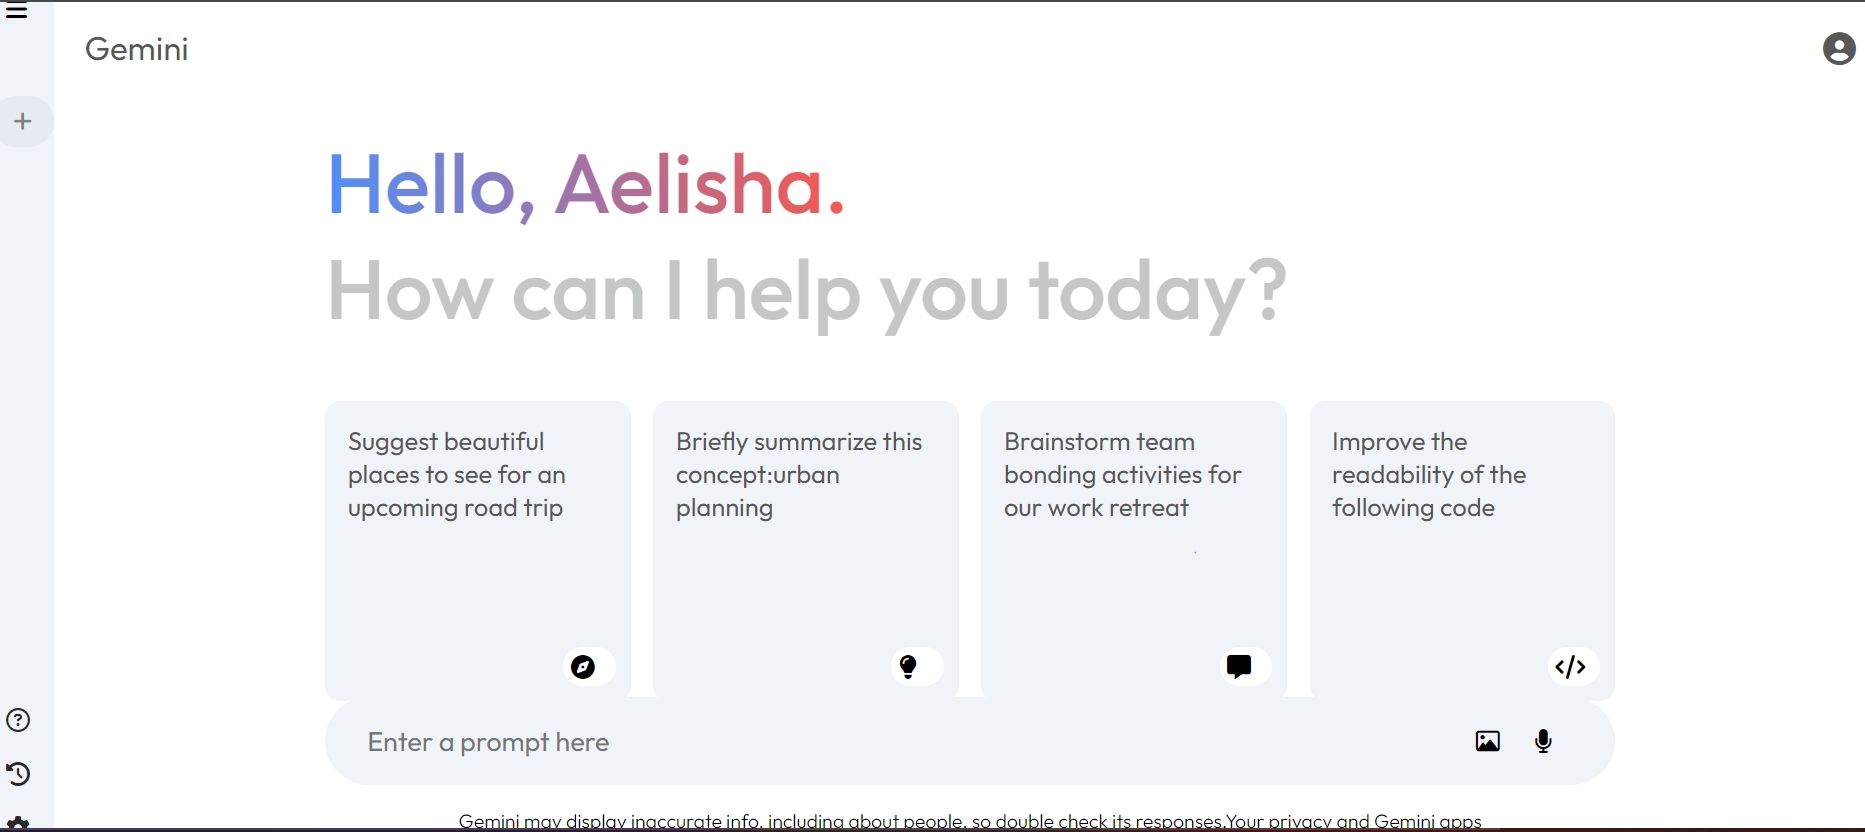 Gemini
Hello, Aelisha.
How can I help you today?
Suggest beautiful
places to see for an
upcoming road trip
Briefly summarize this
concept:urban
planning
Brainstorm team
bonding activities for
our work retreat
Improve the
readability of the
following code
Enter a prompt here
Gemini may display inaccurate info, including about people, so double check its responses.Your privacy and Gemini apps